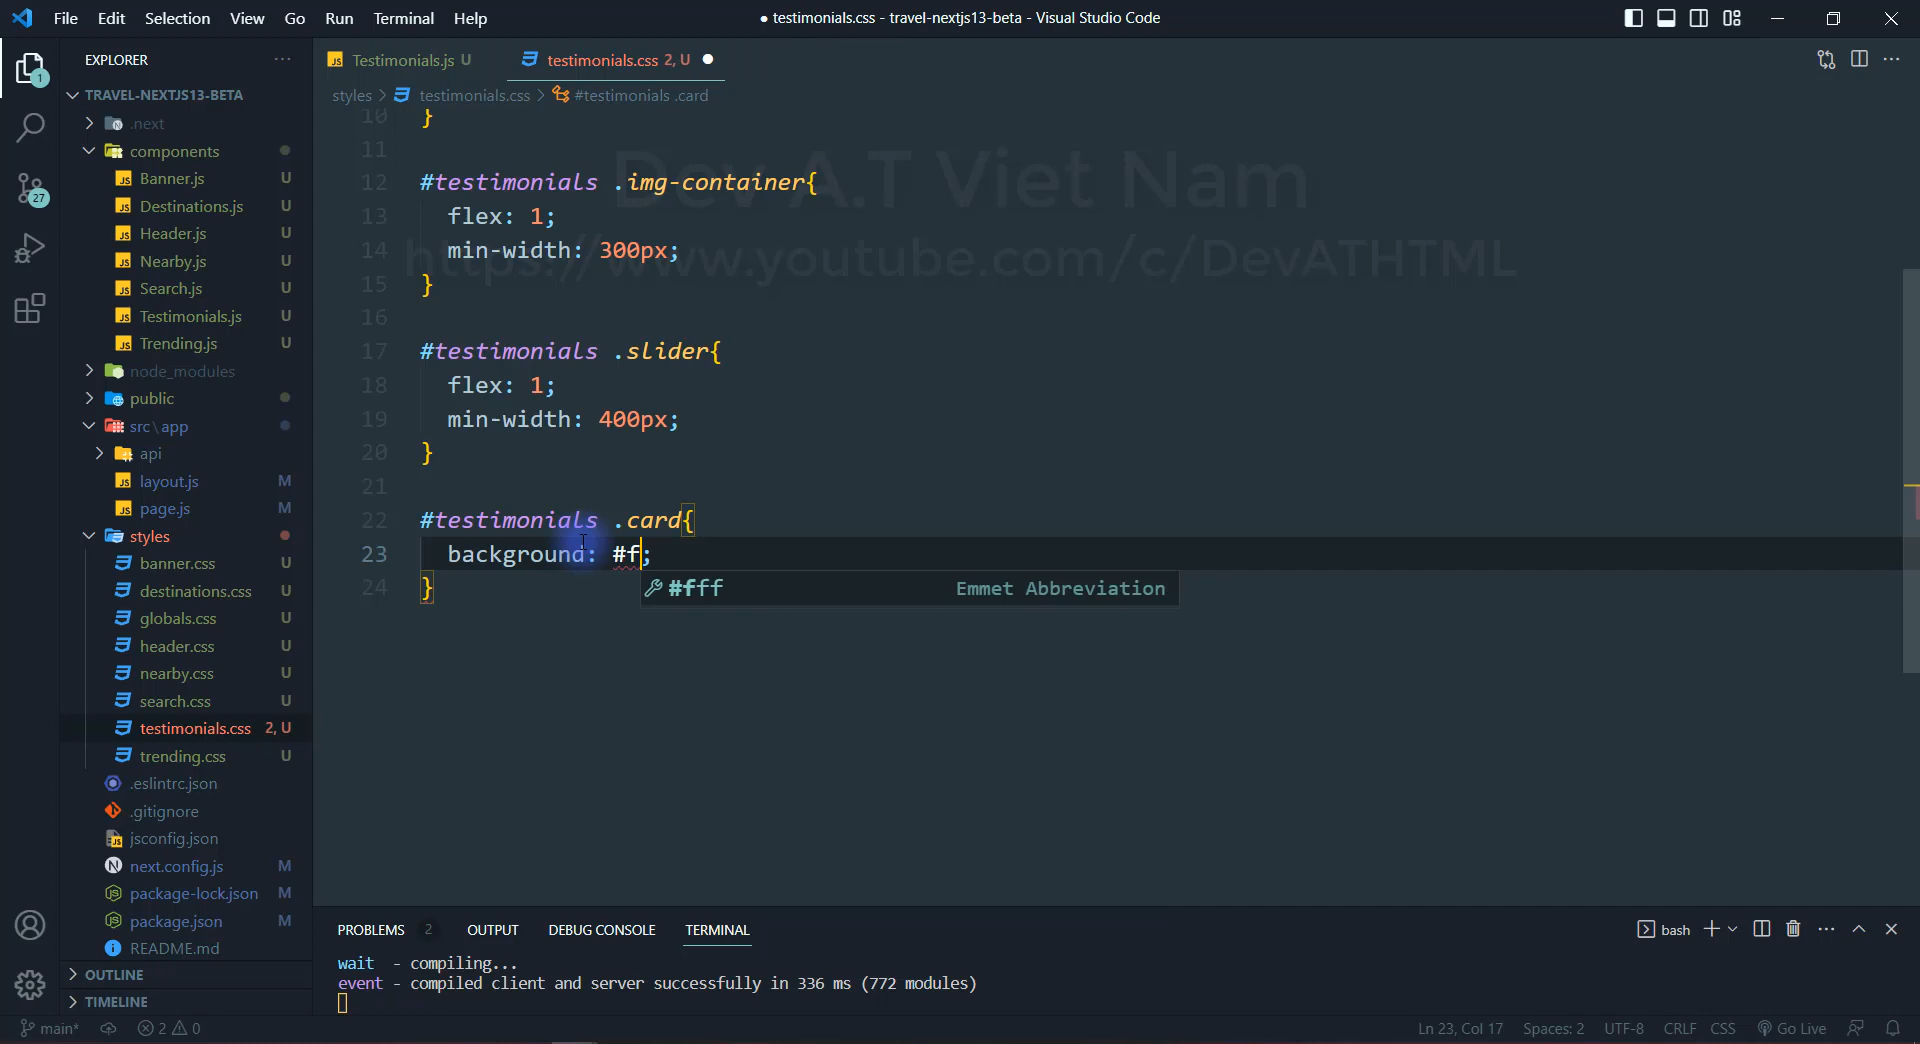 File Edit Selection View Go Run Terminal Help
● testimonials.css - travel-nextjs13-beta - Visual Studio Code
EXPLORER
Testimonials.js U
testimonials.css 2, U
styles > testimonials.css > #testimonials .card
1
27
TRAVEL-NEXTJS13-BETA
.next
components
Banner.js U
Destinations.js U
Header.js U
Nearby.js U
Search.js U
Testimonials.js U
Trending.js U
node_modules
public
src \ app
api
layout.js M
page.js M
styles
banner.css U
destinations.css U
globals.css U
header.css U
nearby.css U
search.css U
testimonials.css 2, U
trending.css U
.eslintrc.json
.gitignore
jsconfig.json
next.config.js M
package-lock.json M
package.json M
README.md
OUTLINE
TIMELINE
Dev A.T Viet Nam
https://www.youtube.com/c/DevATHTML
10 }
11
12 #testimonials .img-container{
13 flex: 1;
14 min-width: 300px;
15 }
16
17 #testimonials .slider{
18 flex: 1;
19 min-width: 400px;
20 }
21
22 #testimonials .card{
23 background: #f;
24 }
#fff Emmet Abbreviation
PROBLEMS 2 OUTPUT DEBUG CONSOLE TERMINAL
bash
wait - compiling...
event - compiled client and server successfully in 336 ms (772 modules)
main* 2 0
Ln 23, Col 17 Spaces: 2 UTF-8 CRLF CSS Go Live